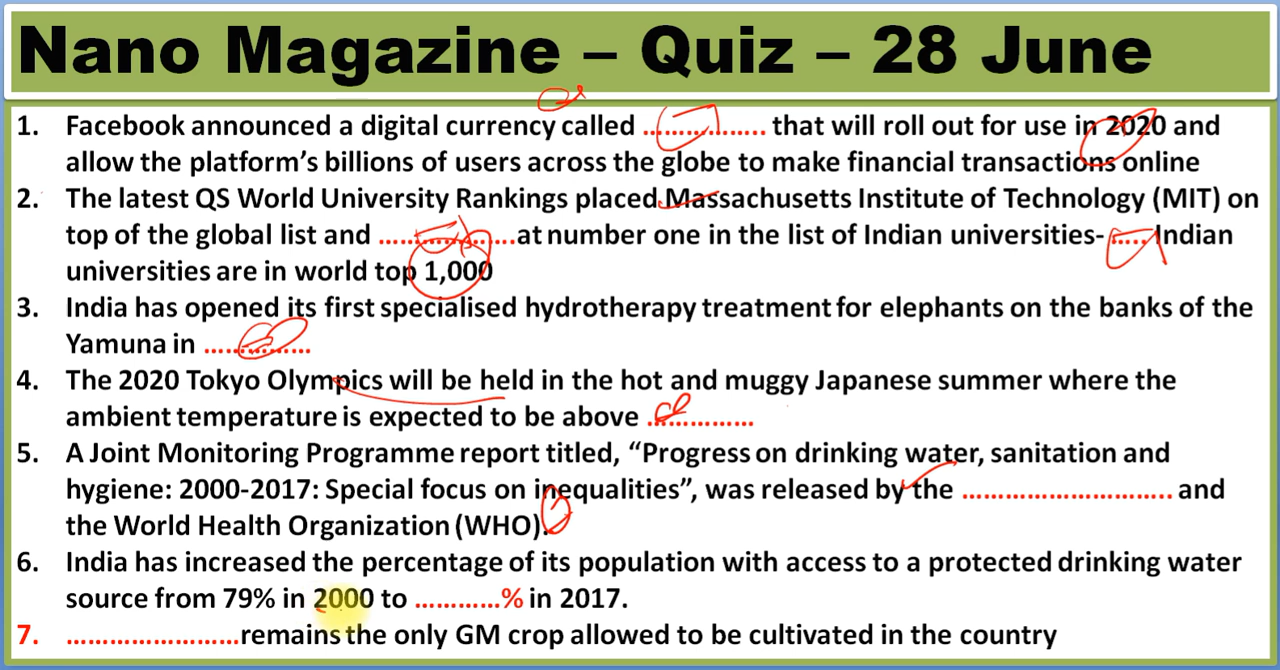 Nano Magazine – Quiz – 28 June
1. Facebook announced a digital currency called ................. that will roll out for use in 2020 and
allow the platform's billions of users across the globe to make financial transactions online
2. The latest QS World University Rankings placed Massachusetts Institute of Technology (MIT) on
top of the global list and ...................at number one in the list of Indian universities- ......Indian
universities are in world top 1,000
3. India has opened its first specialised hydrotherapy treatment for elephants on the banks of the
Yamuna in ...............
4. The 2020 Tokyo Olympics will be held in the hot and muggy Japanese summer where the
ambient temperature is expected to be above ...............
5. A Joint Monitoring Programme report titled, "Progress on drinking water, sanitation and
hygiene: 2000-2017: Special focus on inequalities", was released by the ............................. and
the World Health Organization (WHO).
6. India has increased the percentage of its population with access to a protected drinking water
source from 79% in 2000 to ............% in 2017.
7. ........................remains the only GM crop allowed to be cultivated in the country